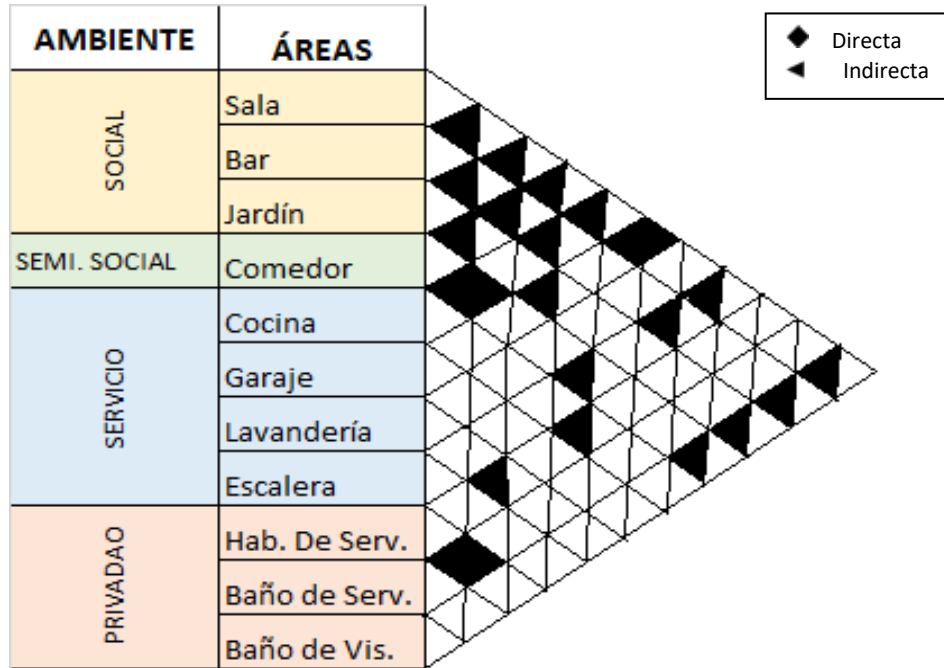 AMBIENTE ÁREAS
Directa
Indirecta
SOCIAL
Sala
Bar
Jardín
SEMI. SOCIAL Comedor
SERVICIO
Cocina
Garaje
Lavandería
Escalera
PRIVADAO
Hab. De Serv.
Baño de Serv.
Baño de Vis.